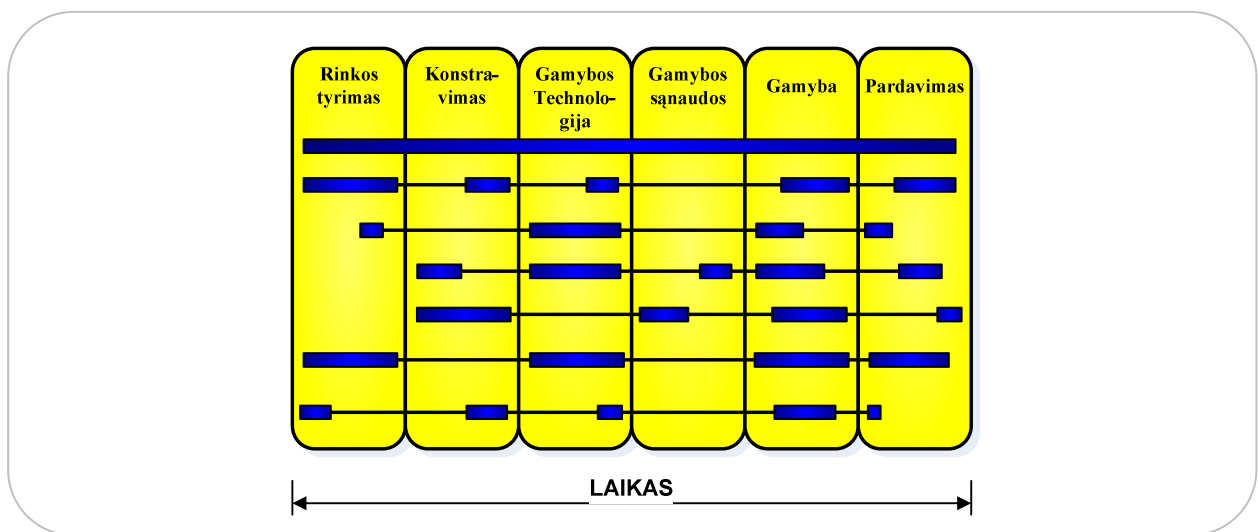 Rinkos
tyrimas
Konstra-
vimas
Gamybos
Technolo-
gija
Gamybos
sąnaudos
Gamyba
Pardavimas
LAIKAS